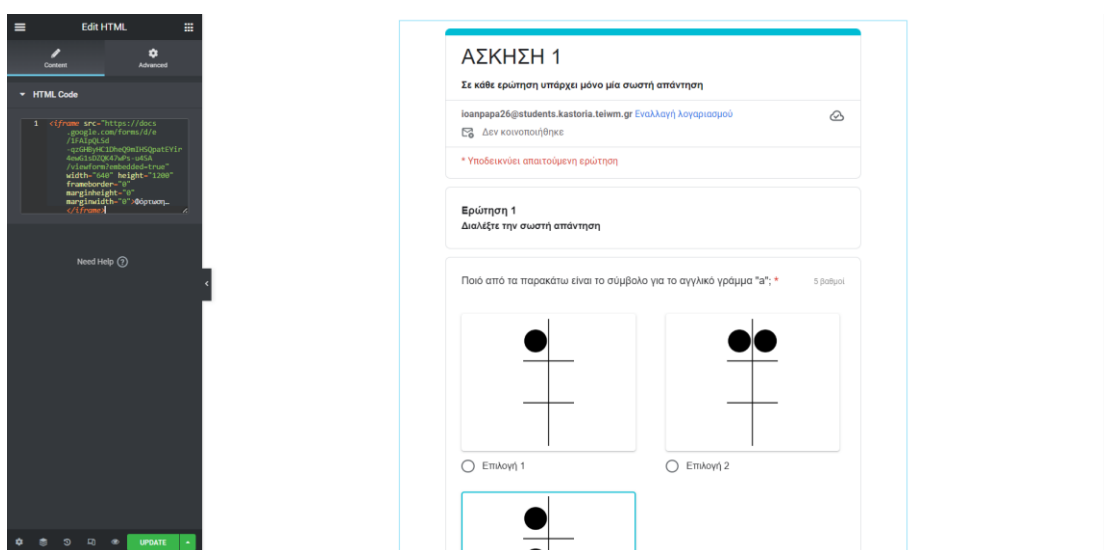 Edit HTML
Content
Advanced
HTML Code
1 <iframe src="https://docs
.google.com/forms/d/e
/viewform?embedded=true"
width="640" height="1200"
frameborder="0"
marginheight="0"
marginwidth="0">Φόρτωση…
</iframe>
Need Help
UPDATE
ΑΣΚΗΣΗ 1
Σε κάθε ερώτηση υπάρχει μόνο μία σωστή απάντηση
ioanpapa26@students.kastoria.teiwm.gr Εναλλαγή λογαριασμού
Δεν κοινοποιήθηκε
* Υποδεικνύει απαιτούμενη ερώτηση
Ερώτηση 1
Διαλέξτε την σωστή απάντηση
Ποιό από τα παρακάτω είναι το σύμβολο για το αγγλικό γράμμα "a"; *
5 βαθμοί
Επιλογή 1
Επιλογή 2